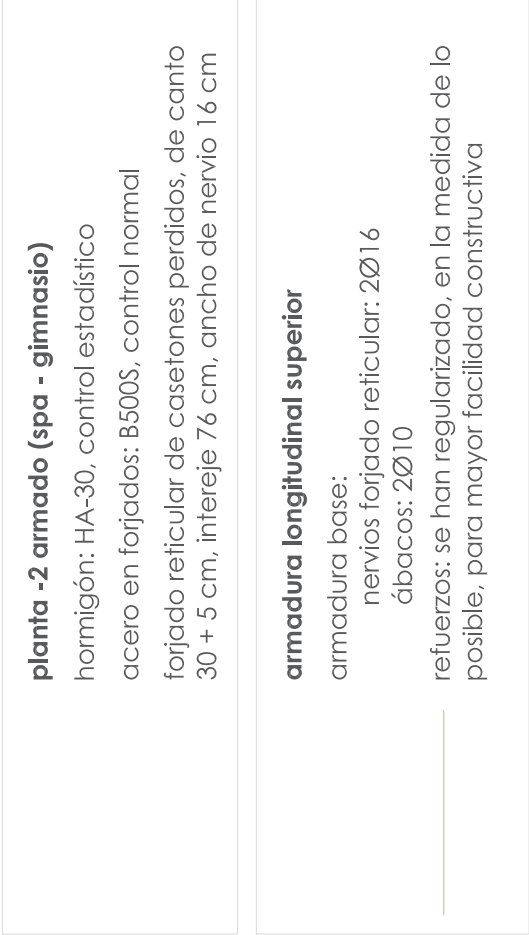 planta -2 armado (spa - gimnasio)
hormigón: HA-30, control estadístico
acero en forjados: B500S, control normal
forjado reticular de casetones perdidos, de canto
30 + 5 cm, intereje 76 cm, ancho de nervio 16 cm
armadura longitudinal superior
armadura base:
nervios forjado reticular: 2Ø16
ábacos: 2Ø10
refuerzos: se han regularizado, en la medida de lo
posible, para mayor facilidad constructiva